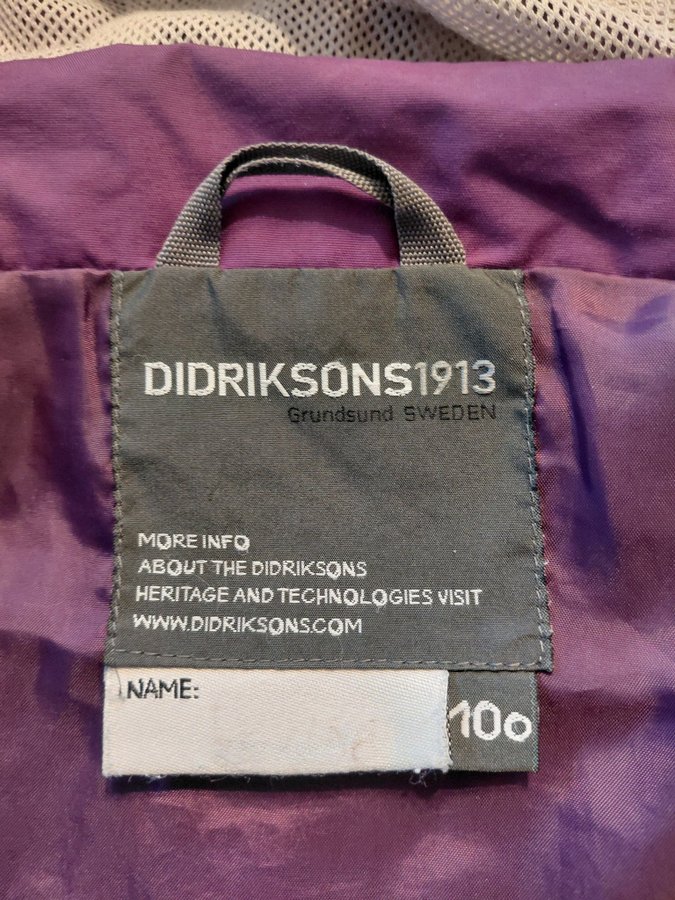 DIDRIKSONS1913
Grundsund SWEDEN
MORE INFO
ABOUT THE DIDRIKSONS
HERITAGE AND TECHNOLOGIES VISIT
WWW.DIDRIKSONS.COM
NAME:
100